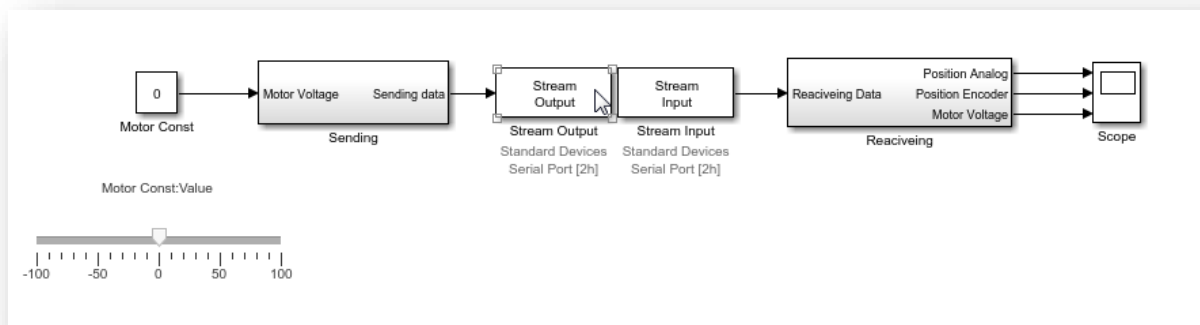 0
Motor Const
Motor Voltage
Sending data
Sending
Stream
Output
Stream Output
Standard Devices
Serial Port [2h]
Stream
Input
Stream Input
Standard Devices
Serial Port [2h]
Reaciveing Data
Position Analog
Position Encoder
Motor Voltage
Reaciveing
Scope
Motor Const:Value
-100 -50 0 50 100